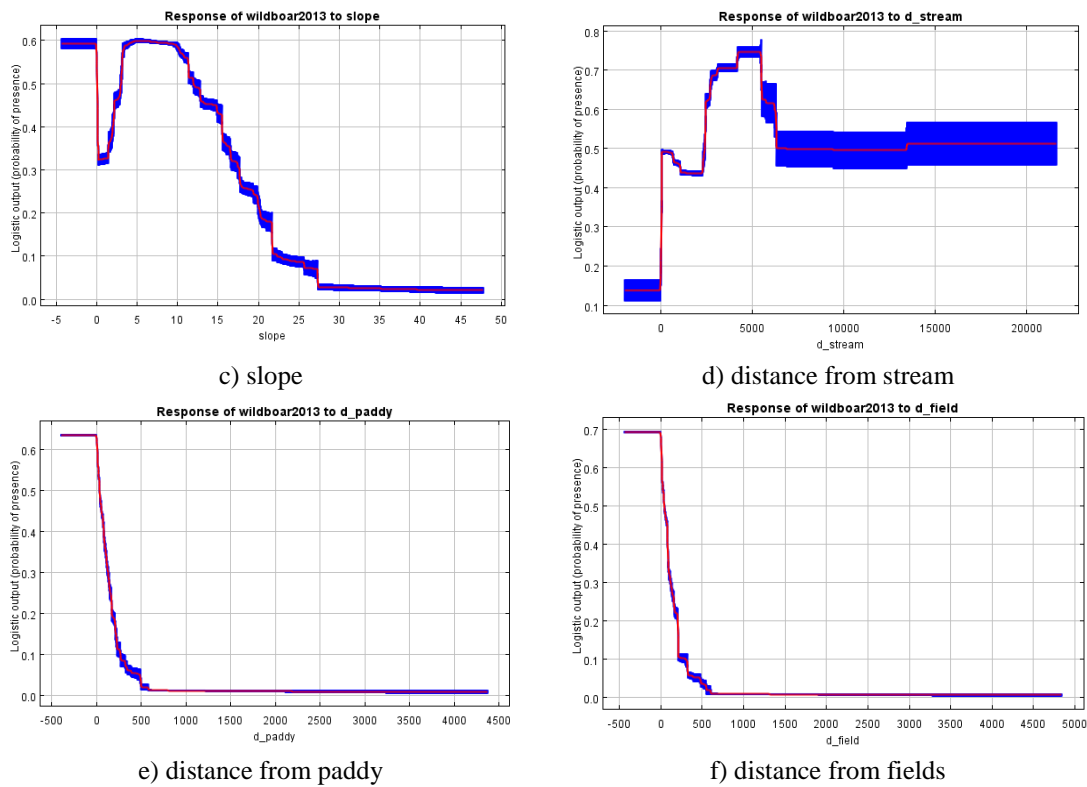 Response of wildboar2013 to slope
Logistic output (probability of presence)
0.6
0.5
0.4
0.3
0.2
0.1
0.0
-5 0 5 10 15 20 25 30 35 40 45 50
slope
c) slope
Response of wildboar2013 to d_stream
Logistic output (probability of presence)
0.8
0.7
0.6
0.5
0.4
0.3
0.2
0.1
0 5000 10000 15000 20000
d_stream
d) distance from stream
Response of wildboar2013 to d_paddy
Logistic output (probability of presence)
0.6
0.5
0.4
0.3
0.2
0.1
0.0
-500 0 500 1000 1500 2000 2500 3000 3500 4000 4500
d_paddy
e) distance from paddy
Response of wildboar2013 to d_field
Logistic output (probability of presence)
0.7
0.6
0.5
0.4
0.3
0.2
0.1
0.0
-500 0 500 1000 1500 2000 2500 3000 3500 4000 4500 5000
d_field
f) distance from fields